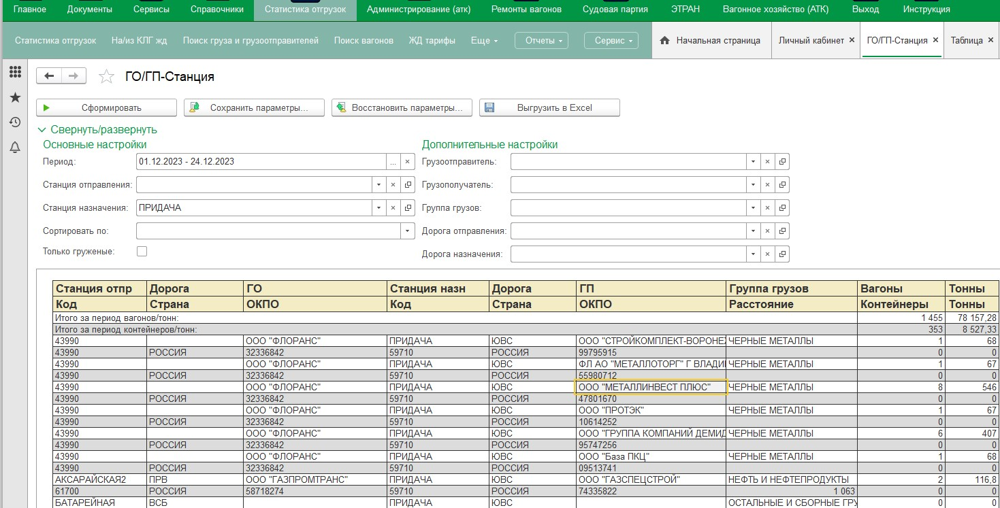 Главное Документы Сервисы Справочники Статистика отгрузок Администрирование (атк) Ремонты вагонов Судовая партия ЭТРАН Вагонное хозяйство (АТК) Выход Инструкция
Статистика отгрузок На/из КЛГ жд Поиск груза и грузоотправителей Поиск вагонов ЖД тарифы Еще Отчеты Сервис Начальная страница Личный кабинет × ГО/ГП-Станция × Таблица ×
ГО/ГП-Станция
Сформировать Сохранить параметры... Восстановить параметры... Выгрузить в Excel
Свернуть/развернуть
Основные настройки Дополнительные настройки
Период: 01.12.2023 - 24.12.2023 ... × Грузоотправитель: ×
Станция отправления: × Грузополучатель: ×
Станция назначения: ПРИДАЧА × Группа грузов: ×
Сортировать по: Дорога отправления: ×
Только груженые: Дорога назначения: ×
Станция отпр Дорога ГО Станция назн Дорога ГП Группа грузов Вагоны Тонны
Код Страна ОКПО Код Страна ОКПО Расстояние Контейнеры Тонны
Итого за период вагонов/тонн: 1 455 78 157,28
Итого за период контейнеров/тонн: 353 8 527,33
43990 ООО "ФЛОРАНС" ПРИДАЧА ЮВС ООО "СТРОЙКОМПЛЕКТ-ВОРОНЕЖ ЧЕРНЫЕ МЕТАЛЛЫ 1 68
43990 РОССИЯ 32336842 59710 РОССИЯ 99795915 0 0
43990 ООО "ФЛОРАНС" ПРИДАЧА ЮВС ФЛ АО "МЕТАЛЛОТОРГ" Г ВЛАДИ ЧЕРНЫЕ МЕТАЛЛЫ 1 67
43990 РОССИЯ 32336842 59710 РОССИЯ 55980712 0 0
43990 ООО "ФЛОРАНС" ПРИДАЧА ЮВС ООО "МЕТАЛЛИНВЕСТ ПЛЮС" ЧЕРНЫЕ МЕТАЛЛЫ 8 546
43990 РОССИЯ 32336842 59710 РОССИЯ 47801670 0 0
43990 ООО "ФЛОРАНС" ПРИДАЧА ЮВС ООО "ПРОТЭК" ЧЕРНЫЕ МЕТАЛЛЫ 1 67
43990 РОССИЯ 32336842 59710 РОССИЯ 10614252 0 0
43990 ООО "ФЛОРАНС" ПРИДАЧА ЮВС ООО "ГРУППА КОМПАНИЙ ДЕМИД ЧЕРНЫЕ МЕТАЛЛЫ 6 407
43990 РОССИЯ 32336842 59710 РОССИЯ 95747256 0 0
43990 ООО "ФЛОРАНС" ПРИДАЧА ЮВС ООО "База ПКЦ" ЧЕРНЫЕ МЕТАЛЛЫ 1 68
43990 РОССИЯ 32336842 59710 РОССИЯ 09513741 0 0
АКСАРАЙСКАЯ2 ПРВ ООО "ГАЗПРОМТРАНС" ПРИДАЧА ЮВС ООО "ГАЗСПЕЦСТРОЙ" НЕФТЬ И НЕФТЕПРОДУКТЫ 2 116,8
61700 РОССИЯ 58718274 59710 РОССИЯ 74335822 1 063 0 0
БАТАРЕЙНАЯ ВСБ ПРИДАЧА ЮВС ОСТАЛЬНЫЕ И СБОРНЫЕ ГРУ 0 0